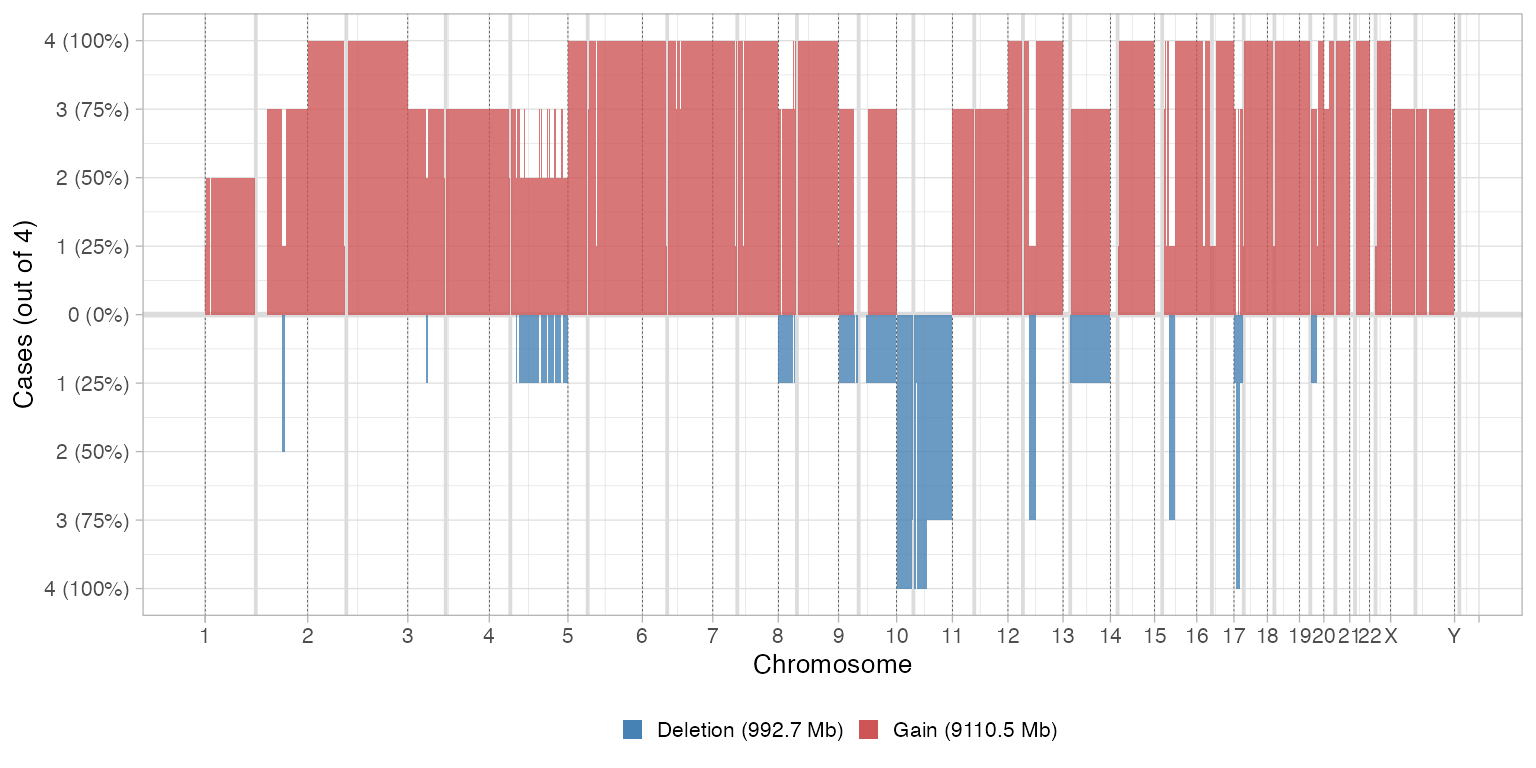 Cases (out of 4)
4 (100%)
3 (75%)
2 (50%)
1 (25%)
0 (0%)
1 (25%)
2 (50%)
3 (75%)
4 (100%)
1 2 3 4 5 6 7 8 9 10 11 12 13 14 15 16 17 18 19 20 21 22 X Y
Chromosome
Deletion (992.7 Mb) Gain (9110.5 Mb)